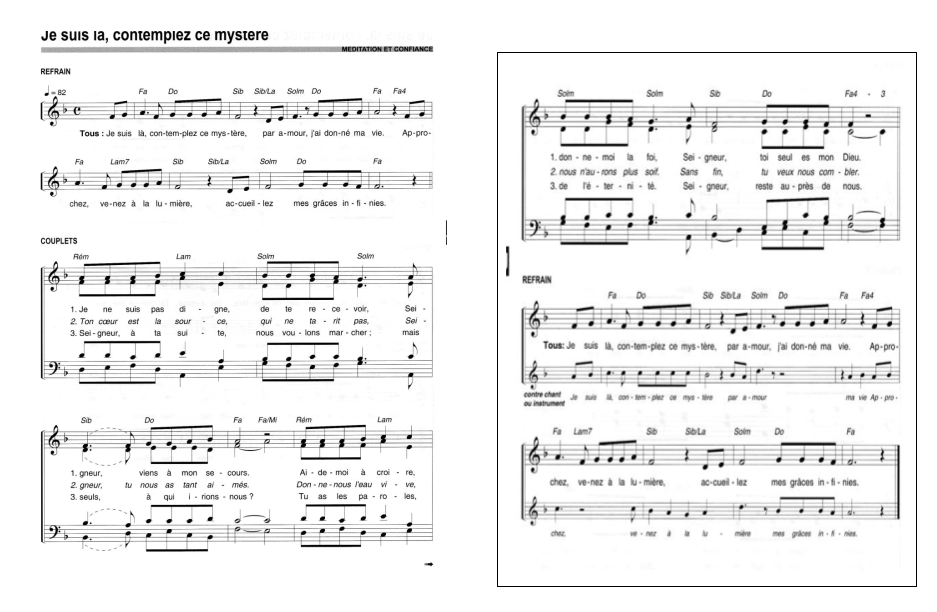 Je suis là, contemplez ce mystère
MEDITATION ET CONFIANCE
REFRAIN
♩ = 82 Fa Do Sib Sib/La Solm Do Fa Fa4
Tous : Je suis là, con-tem-plez ce mys-tère, par a-mour, j'ai don-né ma vie. Ap-pro-
Fa Lam7 Sib Sib/La Solm Do Fa
chez, ve-nez à la lu-mière, ac-cueil-lez mes grâces in-fi-nies.
COUPLETS
Rém Lam Solm Solm
1. Je ne suis pas di - gne, de te re - ce - voir, Sei -
2. Ton cœur est la sour - ce, qui ne ta - rit pas, Sei -
3. Sei - gneur, à ta sui - te, nous vou - lons mar - cher ; mais
Sib Do Fa Fa/Mi Rém Lam
1. gneur, viens à mon se - cours. Ai - de - moi à croi - re,
2. gneur, tu nous as tant ai - més. Don - ne - nous l'eau vi - ve,
3. seuls, à qui i - rions - nous ? Tu as les pa - ro - les,
Solm Solm Sib Do Fa4 - 3
1. don - ne - moi la foi, Sei - gneur, toi seul es mon Dieu.
2. nous n'au - rons plus soif. Sans fin, tu veux nous com - bler.
3. de l'é - ter - ni - té. Sei - gneur, reste au - près de nous.
REFRAIN
Fa Do Sib Sib/La Solm Do Fa Fa4
Tous: Je suis là, con-tem-plez ce mys-tère, par a-mour, j'ai don-né ma vie. Ap-pro-
contre chant
ou instrument
Je suis là, con - tem - plez ce mys - tère par a - mour ma vie Ap - pro -
Fa Lam7 Sib Sib/La Solm Do Fa
chez, ve-nez à la lu-mière, ac-cueil-lez mes grâces in-fi-nies.
chez, ve - nez à la lu - mière mes grâces in - fi - nies.